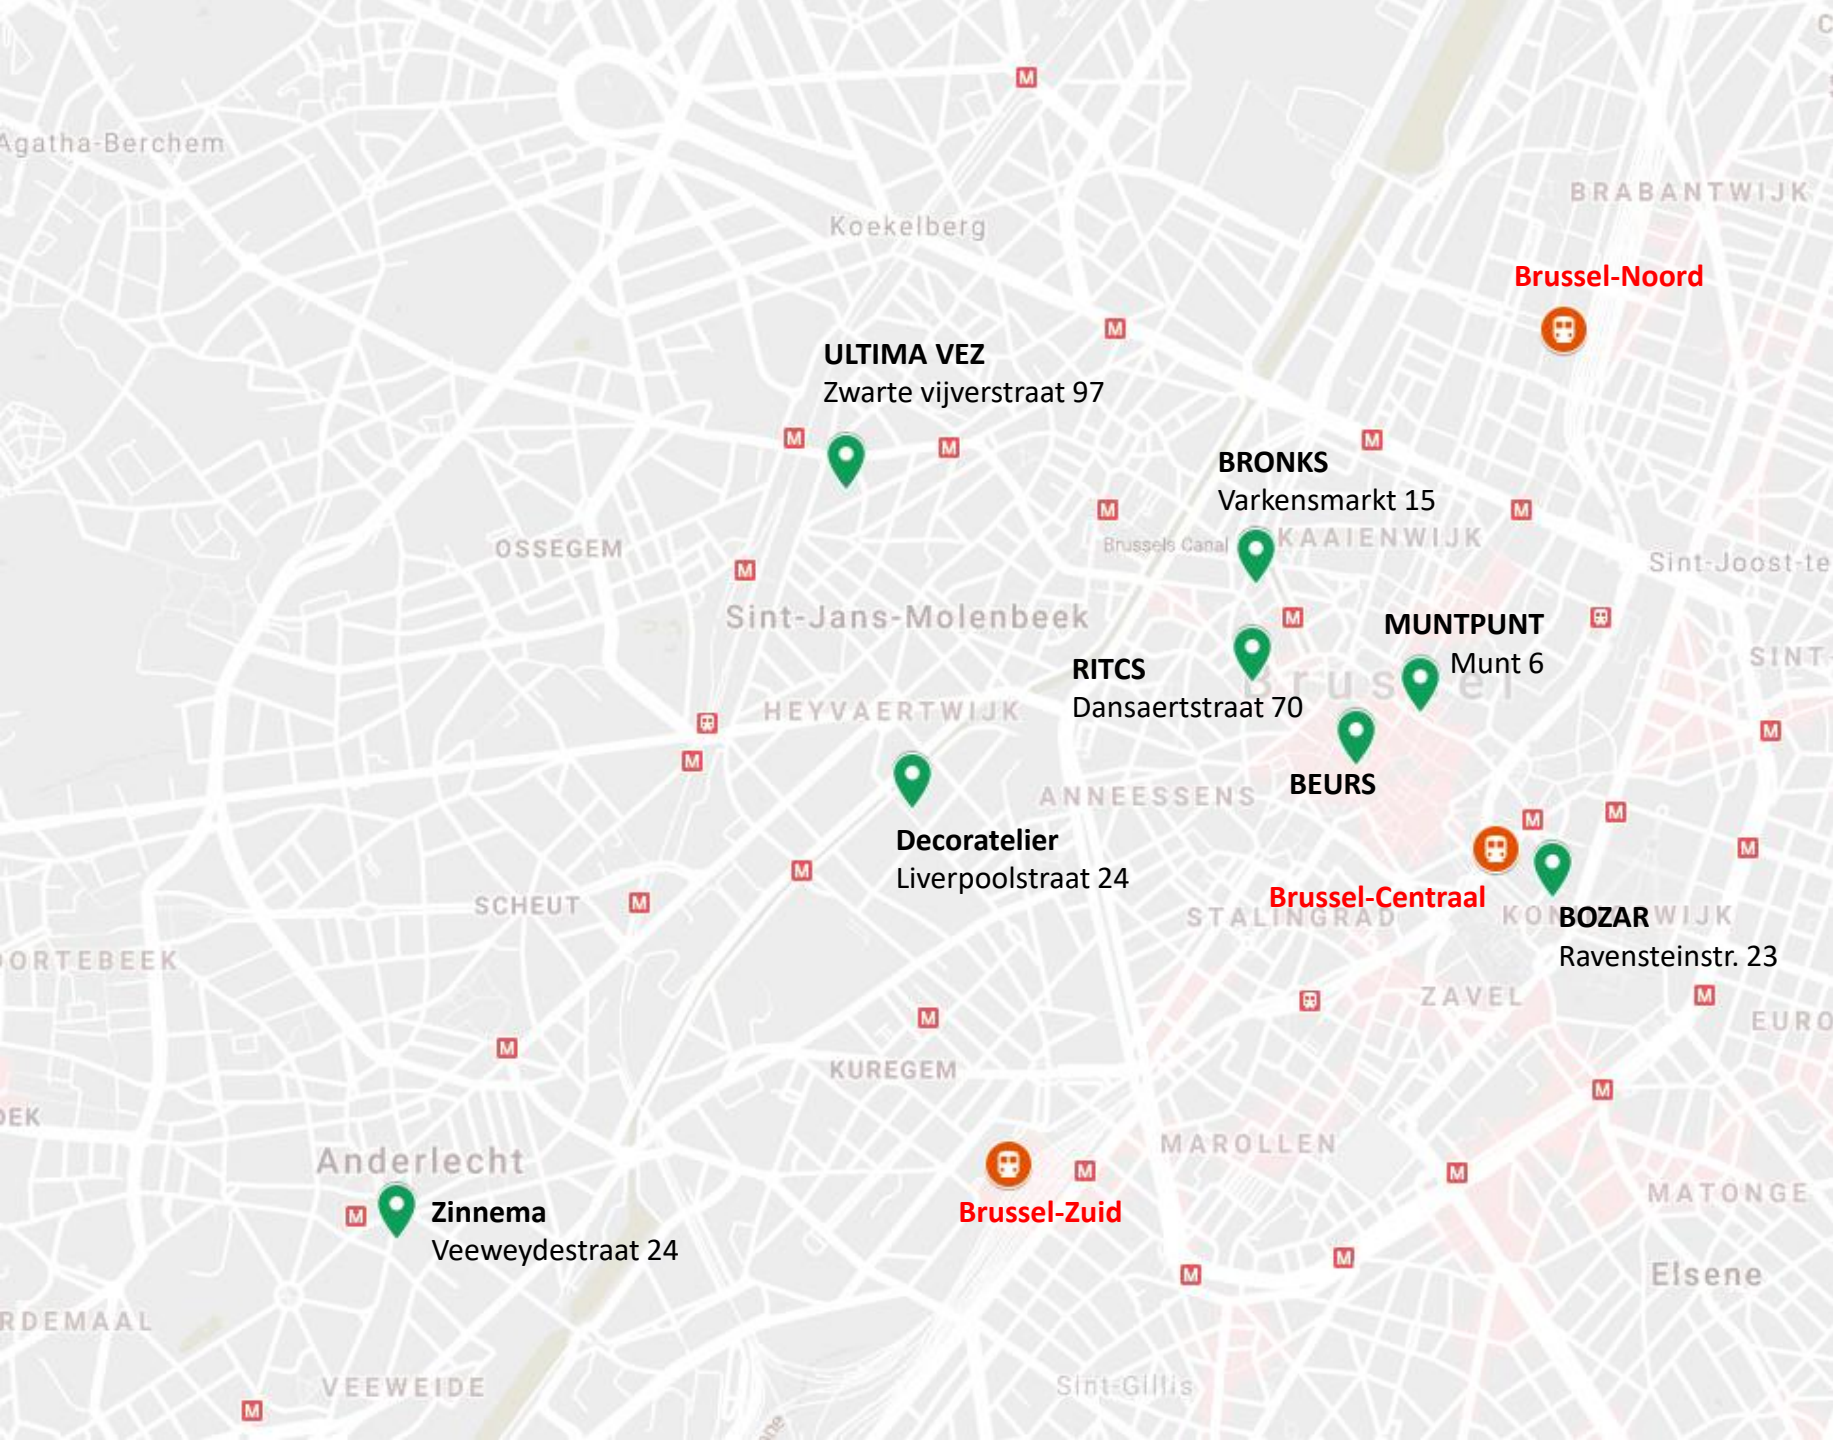 Agatha-Berchem
BRABANTWIJK
Koekelberg
Brussel-Noord
ULTIMA VEZ
Zwarte vijverstraat 97
M
M
M
M
M
BRONKS
Varkensmarkt 15
M
M
Brussels Canal
KAAIENWIJK
OSSEGEM
Sint-Joost-te
M
Sint-Jans-Molenbeek
M
MUNTPUNT
Munt 6
SINT-
RITCS
Dansaertstraat 70
Brussel
HEYVAERTWIJK
M
M
BEURS
ANNEESSENS
M
M
Decoratelier
Liverpoolstraat 24
M
M
Brussel-Centraal
SCHEUT
M
STALINGRAD
BOZAR
Ravensteinstr. 23
ORTEBEEK
ZAVEL
M
M
EURO
M
KUREGEM
M
EK
Anderlecht
MAROLLEN
M
M
MATONGE
M
Zinnema
Veeweydestraat 24
Brussel-Zuid
M
M
Elsene
RDEMAAL
VEEWEIDE
Sint-Gillis
M